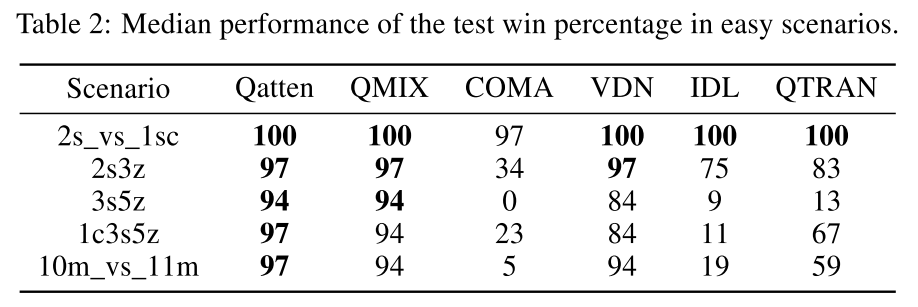 Table 2: Median performance of the test win percentage in easy scenarios.
Scenario Qatten QMIX COMA VDN IDL QTRAN
2s_vs_1sc 100 100 97 100 100 100
2s3z 97 97 34 97 75 83
3s5z 94 94 0 84 9 13
1c3s5z 97 94 23 84 11 67
10m_vs_11m 97 94 5 94 19 59